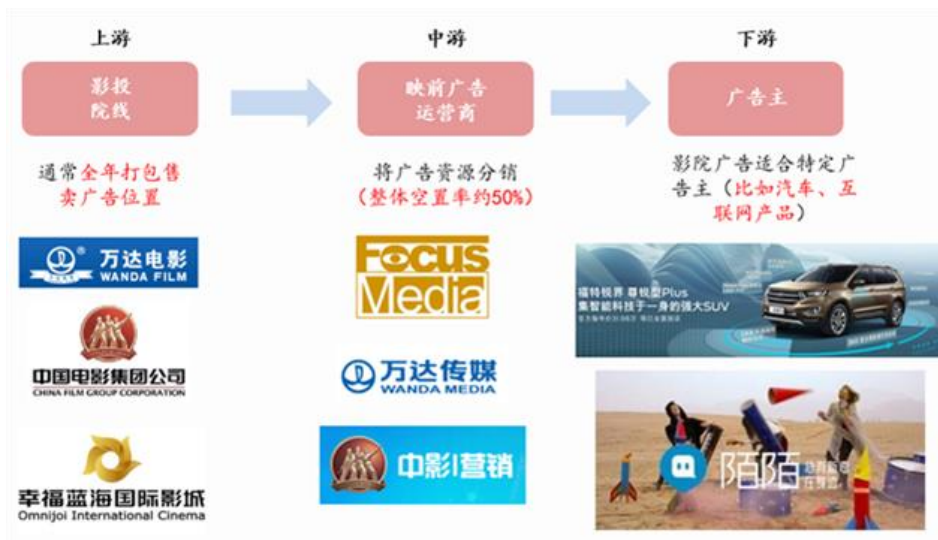 上游
中游
下游
影投
院线
映前广告
运营商
广告主
通常全年打包售
卖广告位置
将广告资源分销
(整体空置率约50%)
影院广告适合特定广
告主（比如汽车、互
联网产品）
万达电影
WANDA FILM
中国电影集团公司
CHINA FILM GROUP CORPORATION
幸福蓝海国际影城
Omnijoi International Cinema
Focus
Media
万达传媒
WANDA MEDIA
中影|营销
福特锐界 尊锐型Plus
集智能科技于一身的强大SUV
陌陌